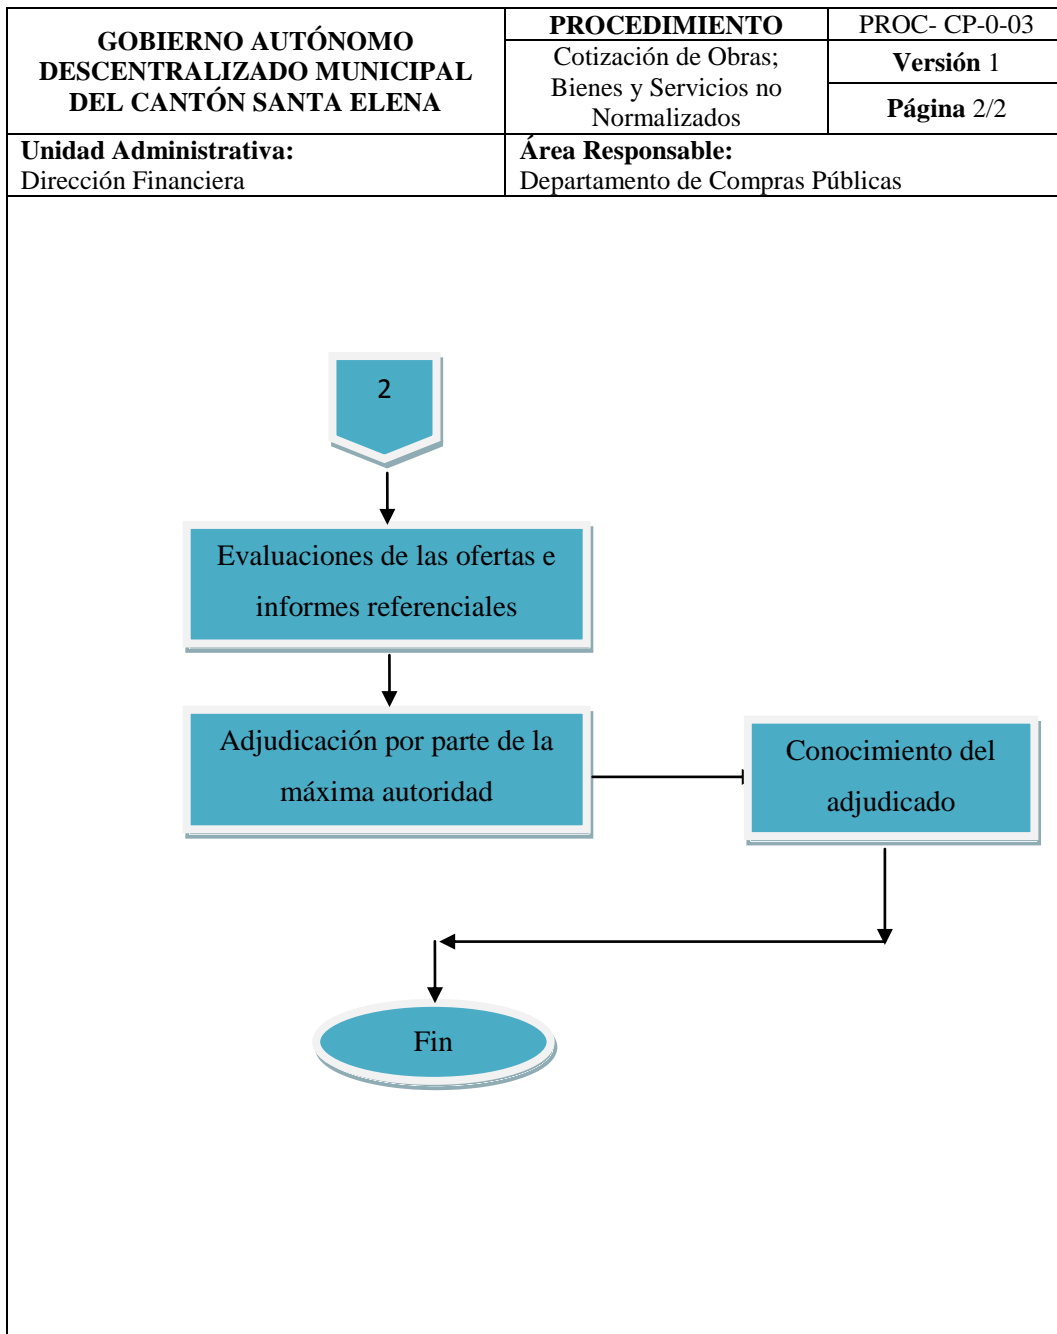 GOBIERNO AUTÓNOMO
DESCENTRALIZADO MUNICIPAL
DEL CANTÓN SANTA ELENA
PROCEDIMIENTO
Cotización de Obras;
Bienes y Servicios no
Normalizados
PROC- CP-0-03
Versión 1
Página 2/2
Unidad Administrativa:
Dirección Financiera
Área Responsable:
Departamento de Compras Públicas
2
Evaluaciones de las ofertas e
informes referenciales
Adjudicación por parte de la
máxima autoridad
Conocimiento del
adjudicado
Fin